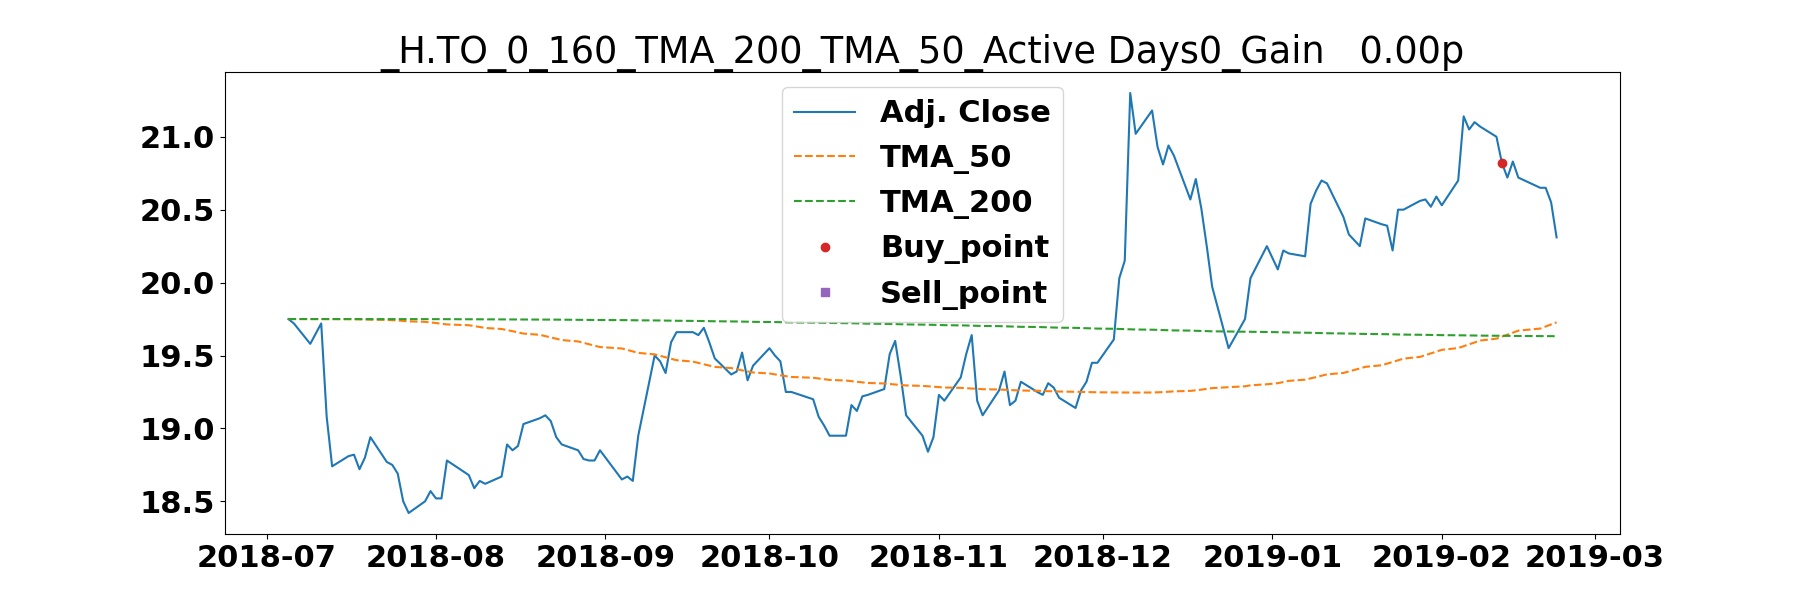 _H.TO_0_160_TMA_200_TMA_50_Active Days0_Gain   0.00p
Adj. Close
TMA_50
TMA_200
Buy_point
Sell_point
21.0
20.5
20.0
19.5
19.0
18.5
2018-07 2018-08 2018-09 2018-10 2018-11 2018-12 2019-01 2019-02 2019-03